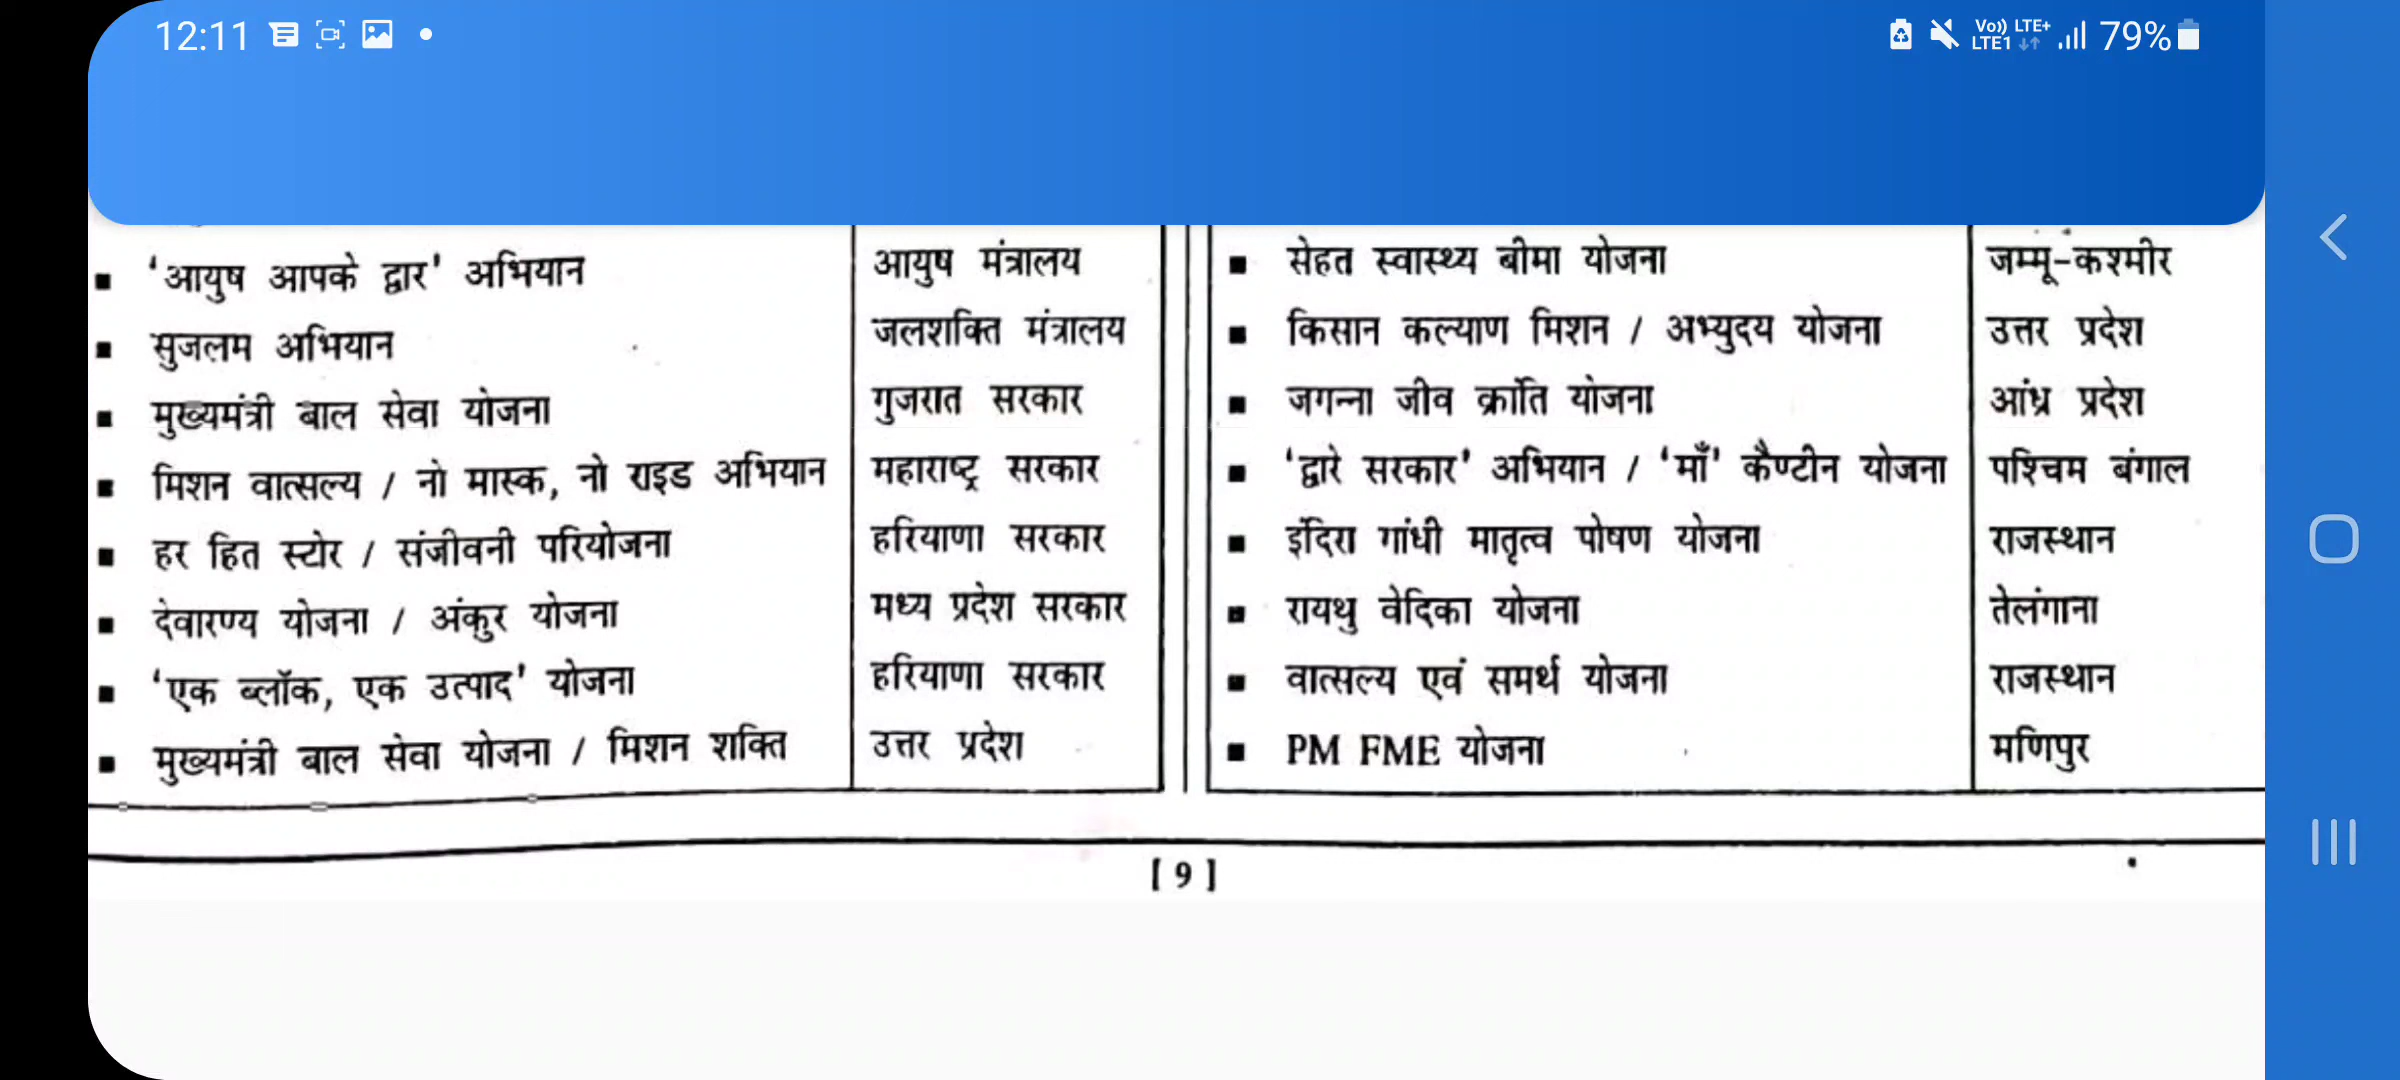 12:11
Vo)) LTE+
LTE1
79%
'आयुष आपके द्वार' अभियान आयुष मंत्रालय
सुजलम अभियान जलशक्ति मंत्रालय
मुख्यमंत्री बाल सेवा योजना गुजरात सरकार
मिशन वात्सल्य / नो मास्क, नो राइड अभियान महाराष्ट्र सरकार
हर हित स्टोर / संजीवनी परियोजना हरियाणा सरकार
देवारण्य योजना / अंकुर योजना मध्य प्रदेश सरकार
'एक ब्लॉक, एक उत्पाद' योजना हरियाणा सरकार
मुख्यमंत्री बाल सेवा योजना / मिशन शक्ति उत्तर प्रदेश
सेहत स्वास्थ्य बीमा योजना जम्मू-कश्मीर
किसान कल्याण मिशन / अभ्युदय योजना उत्तर प्रदेश
जगन्ना जीव क्रांति योजना आंध्र प्रदेश
'द्वारे सरकार' अभियान / 'माँ' कैण्टीन योजना पश्चिम बंगाल
इंदिरा गांधी मातृत्व पोषण योजना राजस्थान
रायथु वेदिका योजना तेलंगाना
वात्सल्य एवं समर्थ योजना राजस्थान
PM FME योजना मणिपुर
[ 9 ]